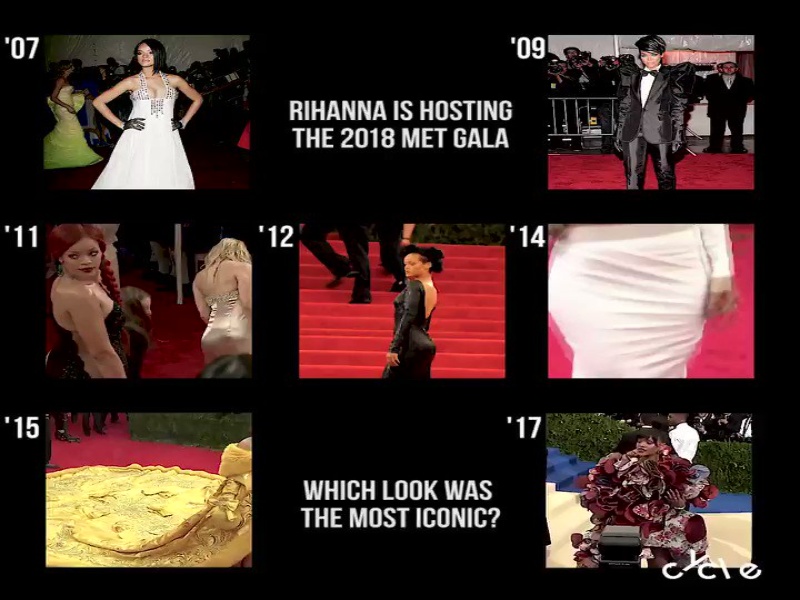 '07
'09
RIHANNA IS HOSTING
THE 2018 MET GALA
'11
'12
'14
'15
'17
WHICH LOOK WAS
THE MOST ICONIC?
cycle